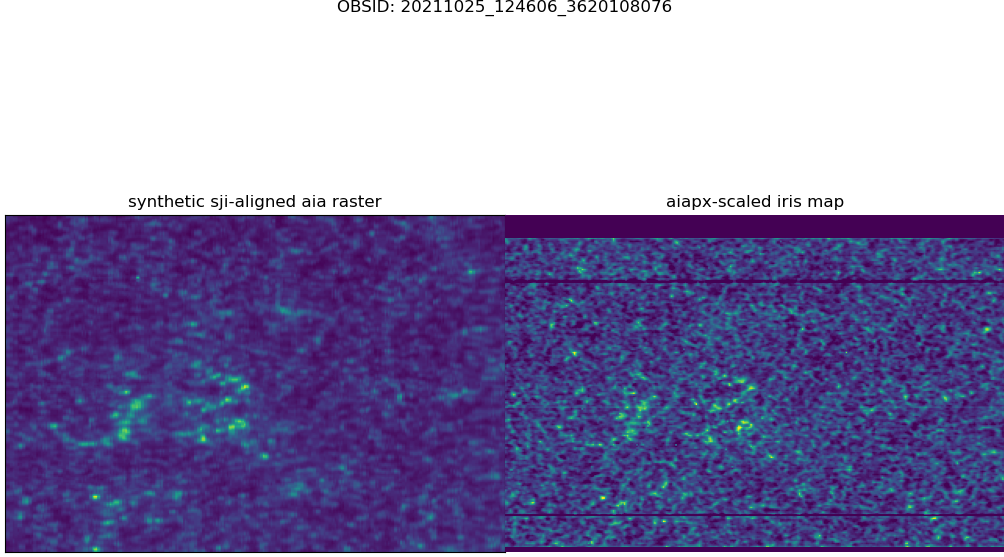 OBSID: 20211025_124606_3620108076
synthetic sji-aligned aia raster
aiapx-scaled iris map